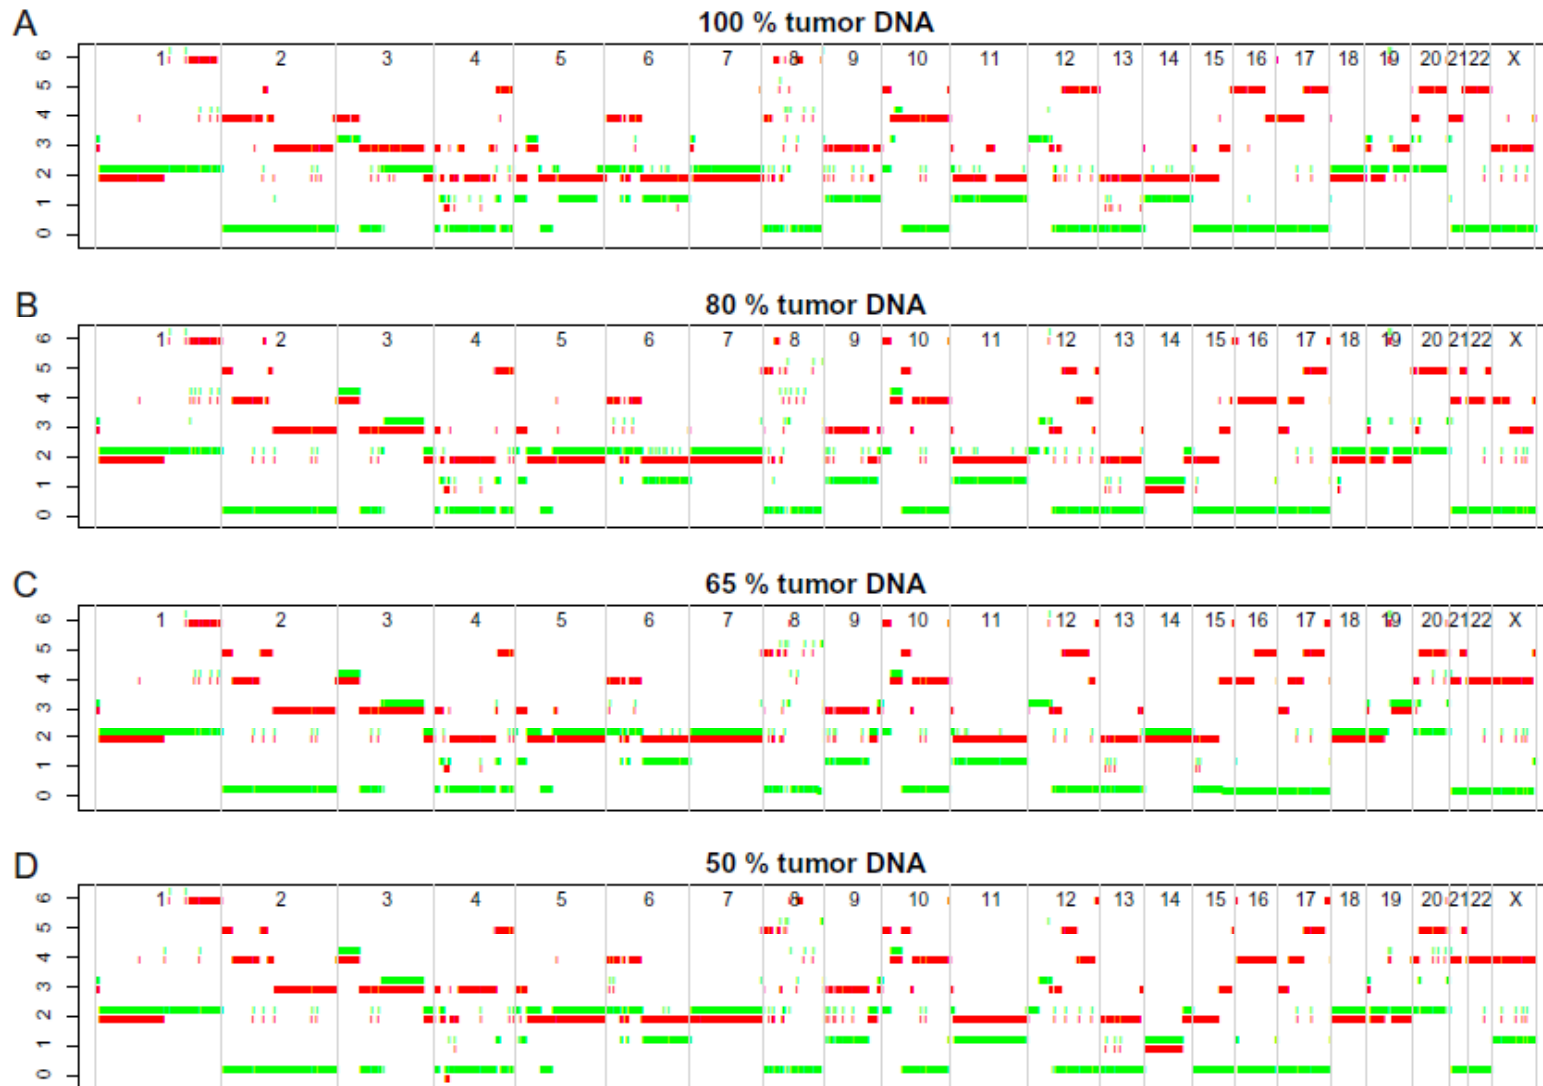 A
100 % tumor DNA
6 5 4 3 2 1 0
1 2 3 4 5 6 7 8 9 10 11 12 13 14 15 16 17 18 19 20 21 22 X
B
80 % tumor DNA
6 5 4 3 2 1 0
1 2 3 4 5 6 7 8 9 10 11 12 13 14 15 16 17 18 19 20 21 22 X
C
65 % tumor DNA
6 5 4 3 2 1 0
1 2 3 4 5 6 7 8 9 10 11 12 13 14 15 16 17 18 19 20 21 22 X
D
50 % tumor DNA
6 5 4 3 2 1 0
1 2 3 4 5 6 7 8 9 10 11 12 13 14 15 16 17 18 19 20 21 22 X